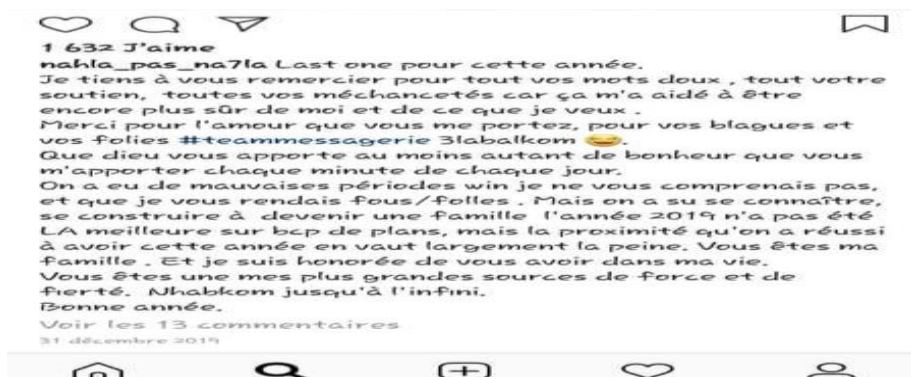 1 632 J'aime
nahla_pas_na7la Last one pour cette année.
Je tiens à vous remercier pour tout vos mots doux , tout votre
soutien, toutes vos méchancetés car ça m'a aidé à être
encore plus sûr de moi et de ce que je veux .
Merci pour l'amour que vous me portez, pour vos blagues et
vos folies #teammessagerie 3labalkom 😂.
Que dieu vous apporte au moins autant de bonheur que vous
m'apporter chaque minute de chaque jour.
On a eu de mauvaises périodes win je ne vous comprenais pas,
et que je vous rendais fous/folles . Mais on a su se connaître,
se construire à devenir une famille l'année 2019 n'a pas été
LA meilleure sur bcp de plans, mais la proximité qu'on a réussi
à avoir cette année en vaut largement la peine. Vous êtes ma
famille . Et je suis honorée de vous avoir dans ma vie.
Vous êtes une mes plus grandes sources de force et de
fierté. Nhabkom jusqu'à l'infini.
Bonne année.
Voir les 13 commentaires
31 décembre 2019